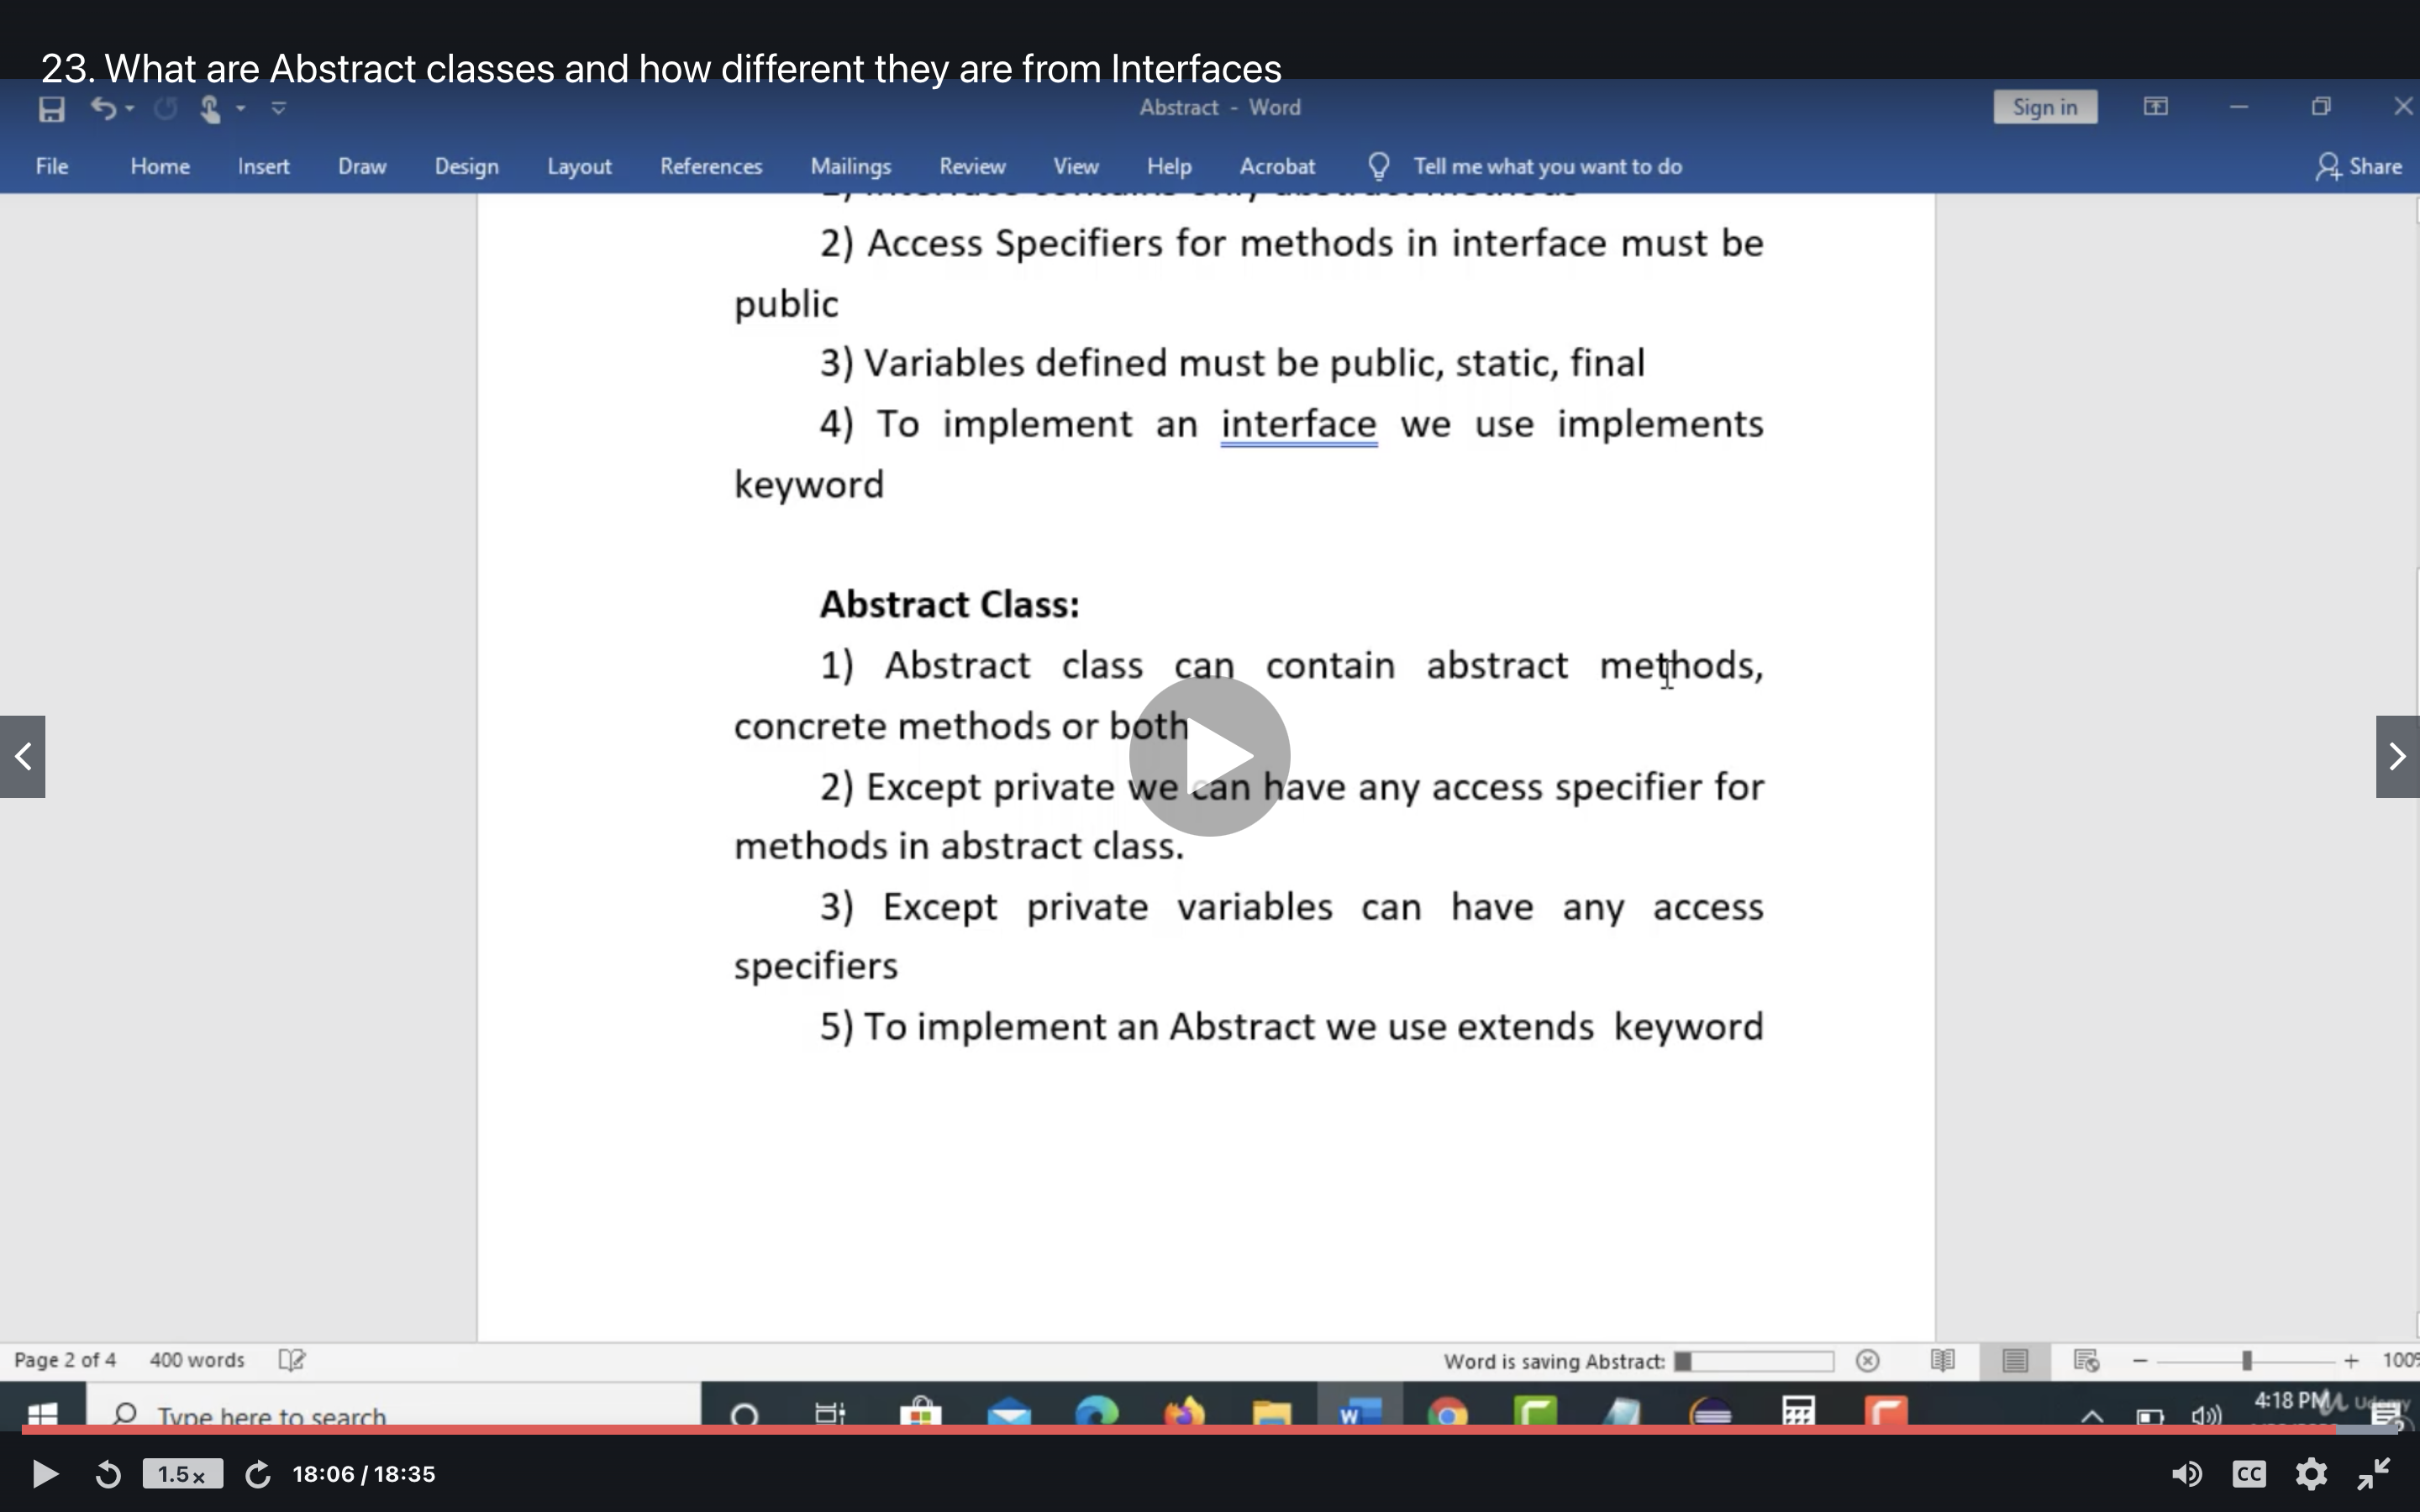 23. What are Abstract classes and how different they are from Interfaces
Abstract - Word
Sign in
File Home Insert Draw Design Layout References Mailings Review View Help Acrobat Tell me what you want to do Share
2) Access Specifiers for methods in interface must be
public
3) Variables defined must be public, static, final
4) To implement an interface we use implements
keyword
Abstract Class:
1) Abstract class can contain abstract methods,
concrete methods or both
2) Except private we can have any access specifier for
methods in abstract class.
3) Except private variables can have any access
specifiers
5) To implement an Abstract we use extends keyword
Page 2 of 4 400 words Word is saving Abstract: 100%
Type here to search
4:18 PM Udemy
1.5x 18:06 / 18:35 CC